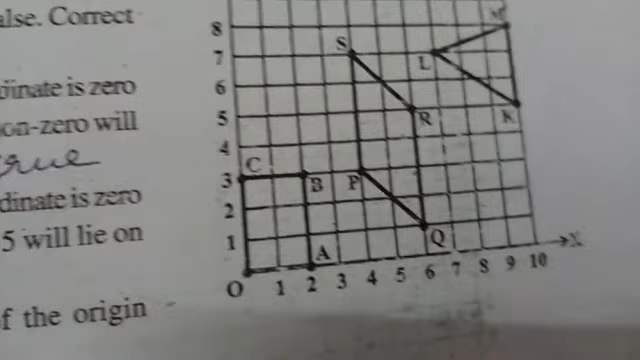 alse. Correct
dinate is zero
on-zero will
true
dinate is zero
5 will lie on
f the origin
8 M
7 S L
6
5 R K
4
3 C B P
2
1 A Q
O 1 2 3 4 5 6 7 8 9 10 X